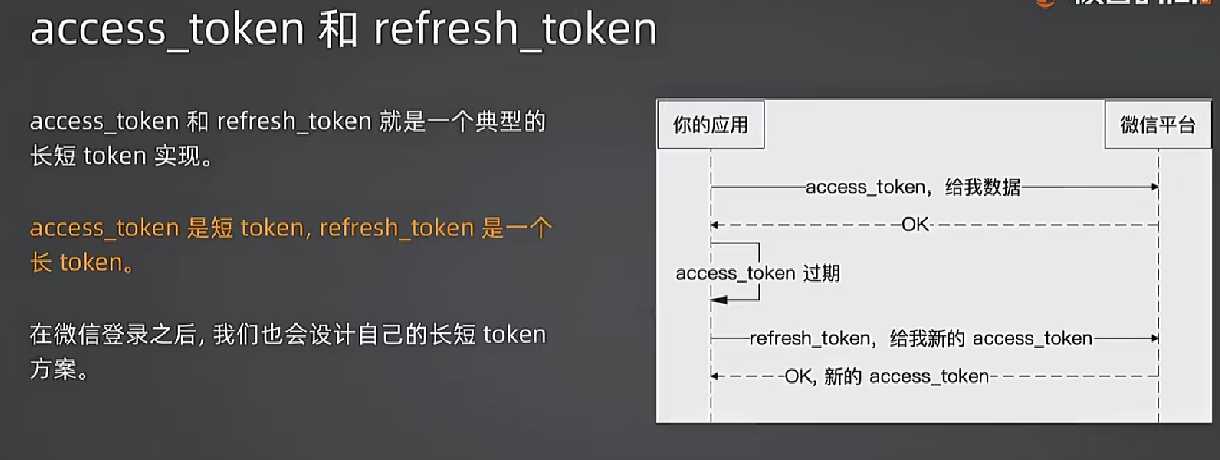 access_token 和 refresh_token
access_token 和 refresh_token 就是一个典型的
长短 token 实现。
access_token 是短 token, refresh_token 是一个
长 token。
在微信登录之后, 我们也会设计自己的长短 token
方案。
你的应用
微信平台
access_token，给我数据
OK
access_token 过期
refresh_token，给我新的 access_token
OK, 新的 access_token